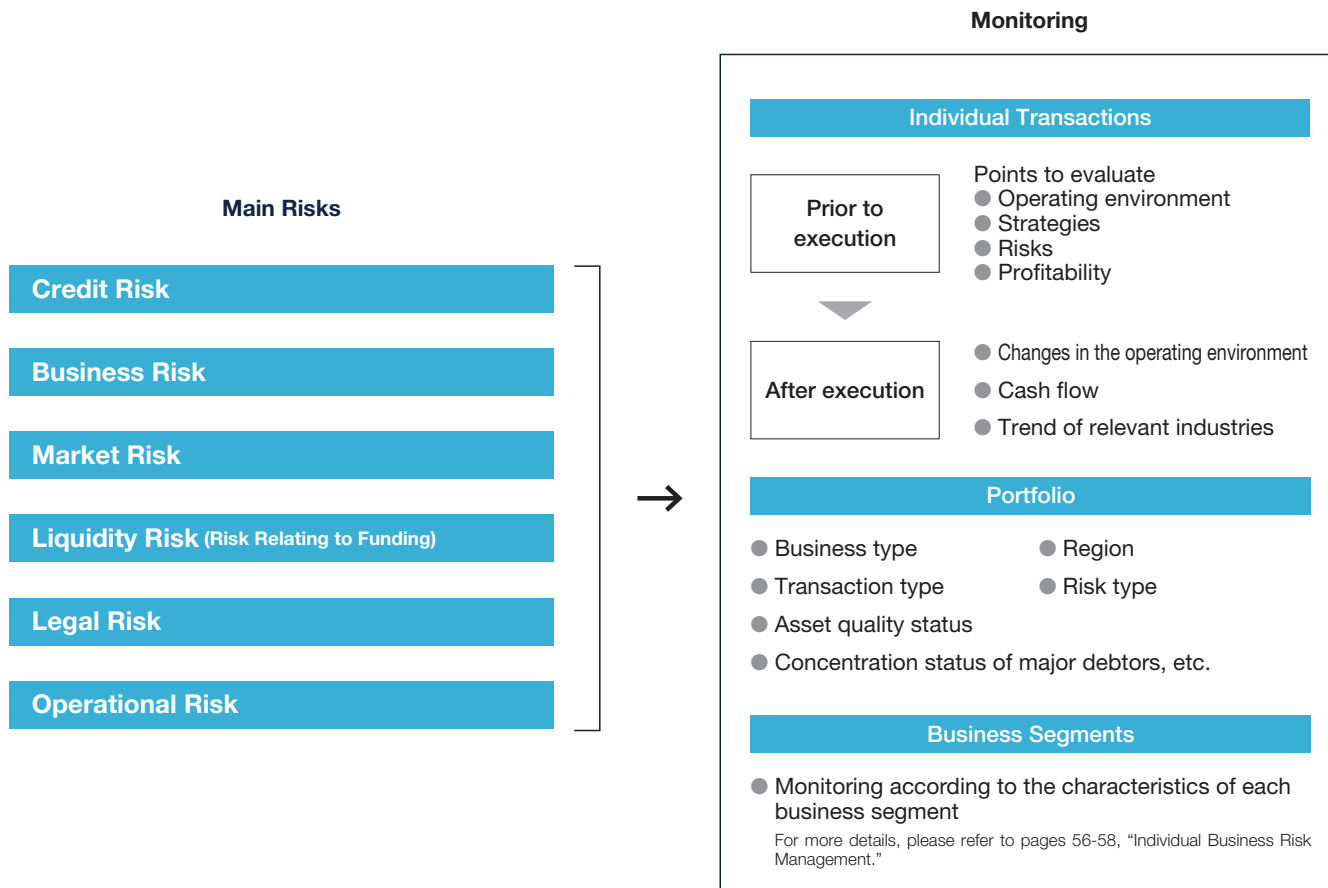 Main Risks
Credit Risk
Business Risk
Market Risk
Liquidity Risk (Risk Relating to Funding)
Legal Risk
Operational Risk
Monitoring
Individual Transactions
Prior to
execution
Points to evaluate
Operating environment
Strategies
Risks
Profitability
After execution
Changes in the operating environment
Cash flow
Trend of relevant industries
Portfolio
Business type
Region
Transaction type
Risk type
Asset quality status
Concentration status of major debtors, etc.
Business Segments
Monitoring according to the characteristics of each
business segment
For more details, please refer to pages 56-58, “Individual Business Risk
Management.”